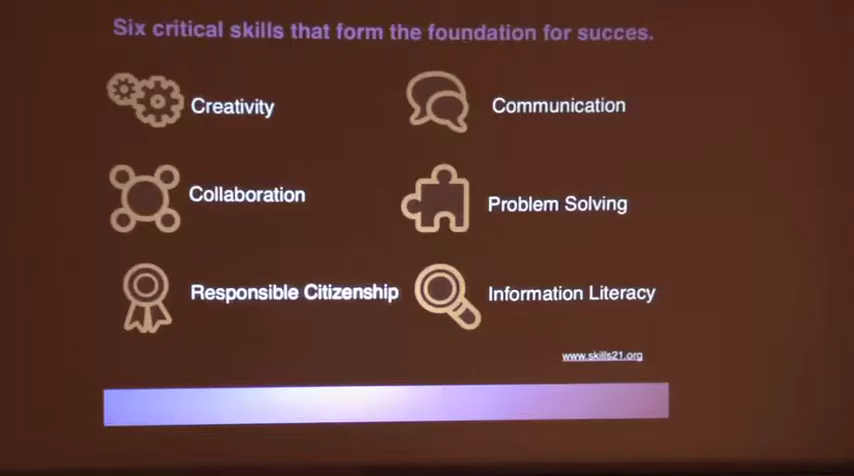 Six critical skills that form the foundation for succes.
Creativity
Communication
Collaboration
Problem Solving
Responsible Citizenship
Information Literacy
www.skills21.org